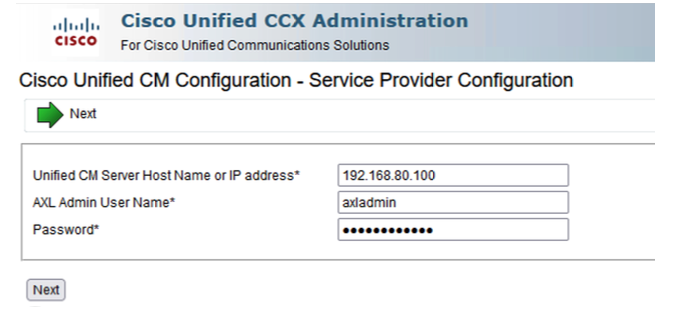 Cisco Unified CCX Administration
CISCO For Cisco Unified Communications Solutions
Cisco Unified CM Configuration - Service Provider Configuration
Next
Unified CM Server Host Name or IP address* 192.168.80.100
AXL Admin User Name* axladmin
Password* ••••••••••••
Next